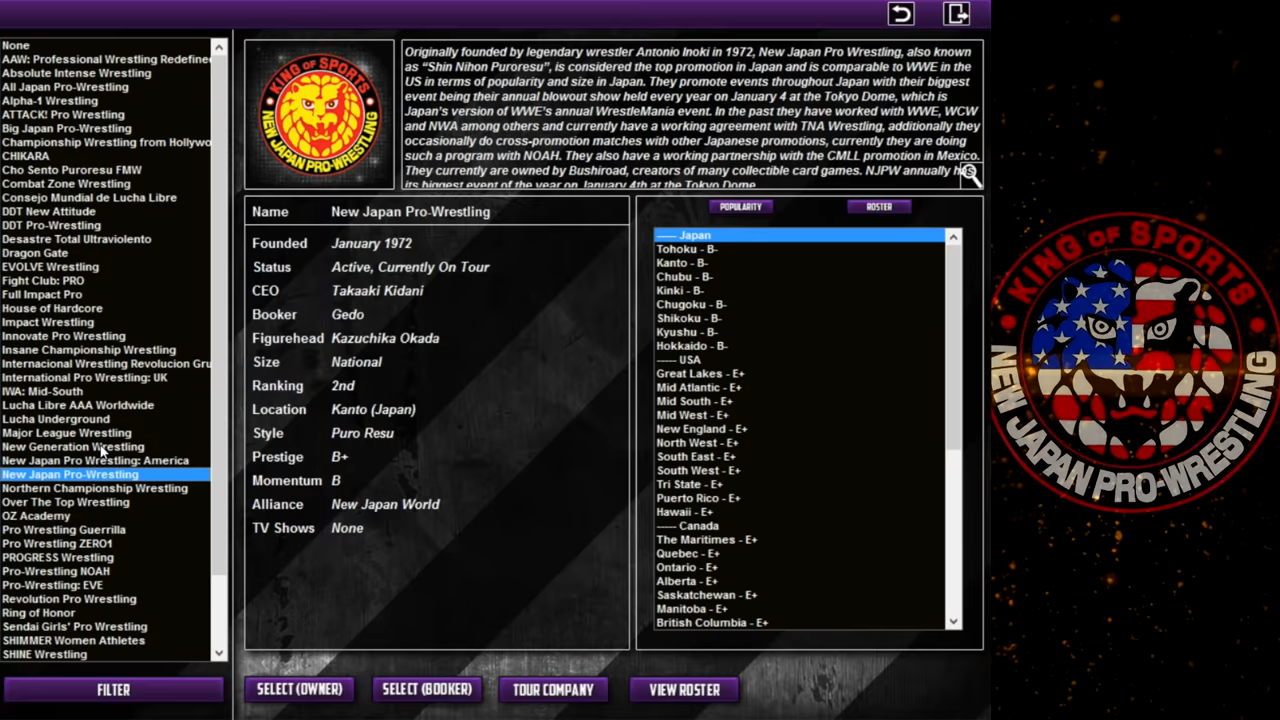 None
AAW: Professional Wrestling Redefined
Absolute Intense Wrestling
All Japan Pro-Wrestling
Alpha-1 Wrestling
ATTACK! Pro Wrestling
Big Japan Pro-Wrestling
Championship Wrestling from Hollywo
CHIKARA
Cho Sento Puroresu FMW
Combat Zone Wrestling
Consejo Mundial de Lucha Libre
DDT New Attitude
DDT Pro-Wrestling
Desastre Total Ultraviolento
Dragon Gate
EVOLVE Wrestling
Fight Club: PRO
Full Impact Pro
House of Hardcore
Impact Wrestling
Innovate Pro Wrestling
Insane Championship Wrestling
Internacional Wrestling Revolucion Gru
International Pro Wrestling: UK
IWA: Mid-South
Lucha Libre AAA Worldwide
Lucha Underground
Major League Wrestling
New Generation Wrestling
New Japan Pro Wrestling: America
New Japan Pro-Wrestling
Northern Championship Wrestling
Over The Top Wrestling
OZ Academy
Pro Wrestling Guerrilla
Pro Wrestling ZERO1
PROGRESS Wrestling
Pro-Wrestling NOAH
Pro-Wrestling: EVE
Revolution Pro Wrestling
Ring of Honor
Sendai Girls' Pro Wrestling
SHIMMER Women Athletes
SHINE Wrestling
FILTER
KING OF SPORTS
NEW JAPAN PRO-WRESTLING
Originally founded by legendary wrestler Antonio Inoki in 1972, New Japan Pro Wrestling, also known
as “Shin Nihon Puroresu”, is considered the top promotion in Japan and is comparable to WWE in the
US in terms of popularity and size in Japan. They promote events throughout Japan with their biggest
event being their annual blowout show held every year on January 4 at the Tokyo Dome, which is
Japan's version of WWE's annual WrestleMania event. In the past they have worked with WWE, WCW
and NWA among others and currently have a working agreement with TNA Wrestling, additionally they
occasionally do cross-promotion matches with other Japanese promotions, currently they are doing
such a program with NOAH. They also have a working partnership with the CMLL promotion in Mexico.
They currently are owned by Bushiroad, creators of many collectible card games. NJPW annually has
its biggest event of the year on January 4th at the Tokyo Dome.
Name New Japan Pro-Wrestling
Founded January 1972
Status Active, Currently On Tour
CEO Takaaki Kidani
Booker Gedo
Figurehead Kazuchika Okada
Size National
Ranking 2nd
Location Kanto (Japan)
Style Puro Resu
Prestige B+
Momentum B
Alliance New Japan World
TV Shows None
POPULARITY ROSTER
----- Japan
Tohoku - B-
Kanto - B-
Chubu - B-
Kinki - B-
Chugoku - B-
Shikoku - B-
Kyushu - B-
Hokkaido - B-
----- USA
Great Lakes - E+
Mid Atlantic - E+
Mid South - E+
Mid West - E+
New England - E+
North West - E+
South East - E+
South West - E+
Tri State - E+
Puerto Rico - E+
Hawaii - E+
----- Canada
The Maritimes - E+
Quebec - E+
Ontario - E+
Alberta - E+
Saskatchewan - E+
Manitoba - E+
British Columbia - E+
SELECT (OWNER) SELECT (BOOKER) TOUR COMPANY VIEW ROSTER
KING OF SPORTS
NEW JAPAN PRO-WRESTLING